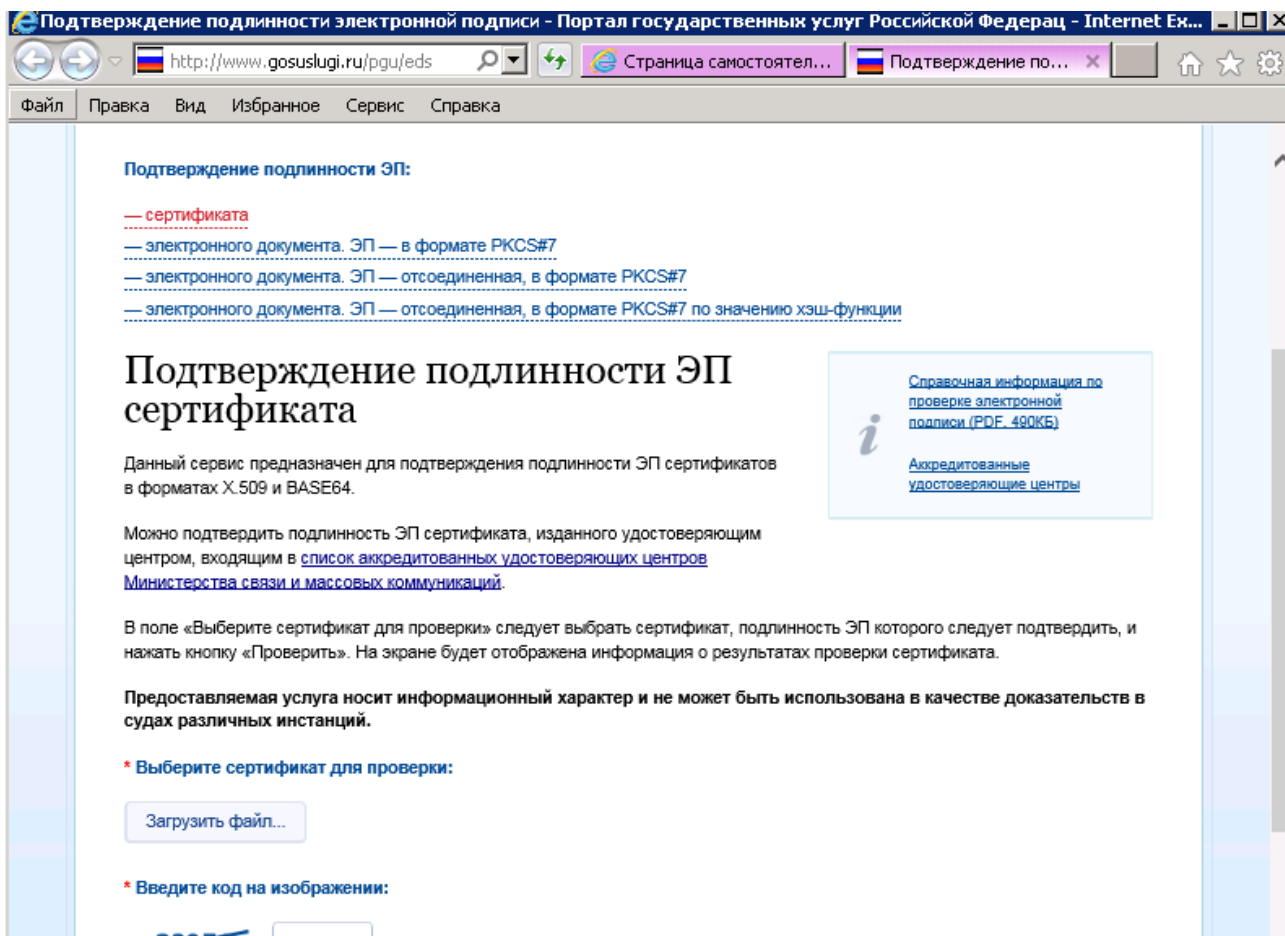 Подтверждение подлинности электронной подписи - Портал государственных услуг Российской Федерац - Internet Ex...
http://www.gosuslugi.ru/pgu/eds
Страница самостоятел...
Подтверждение по...
Файл Правка Вид Избранное Сервис Справка
Подтверждение подлинности ЭП:
— сертификата
— электронного документа. ЭП — в формате PKCS#7
— электронного документа. ЭП — отсоединенная, в формате PKCS#7
— электронного документа. ЭП — отсоединенная, в формате PKCS#7 по значению хэш-функции
Подтверждение подлинности ЭП
сертификата
Справочная информация по
проверке электронной
подписи (PDF, 490КБ)
Аккредитованные
удостоверяющие центры
Данный сервис предназначен для подтверждения подлинности ЭП сертификатов
в форматах X.509 и BASE64.
Можно подтвердить подлинность ЭП сертификата, изданного удостоверяющим
центром, входящим в список аккредитованных удостоверяющих центров
Министерства связи и массовых коммуникаций.
В поле «Выберите сертификат для проверки» следует выбрать сертификат, подлинность ЭП которого следует подтвердить, и
нажать кнопку «Проверить». На экране будет отображена информация о результатах проверки сертификата.
Предоставляемая услуга носит информационный характер и не может быть использована в качестве доказательств в
судах различных инстанций.
* Выберите сертификат для проверки:
Загрузить файл...
* Введите код на изображении: